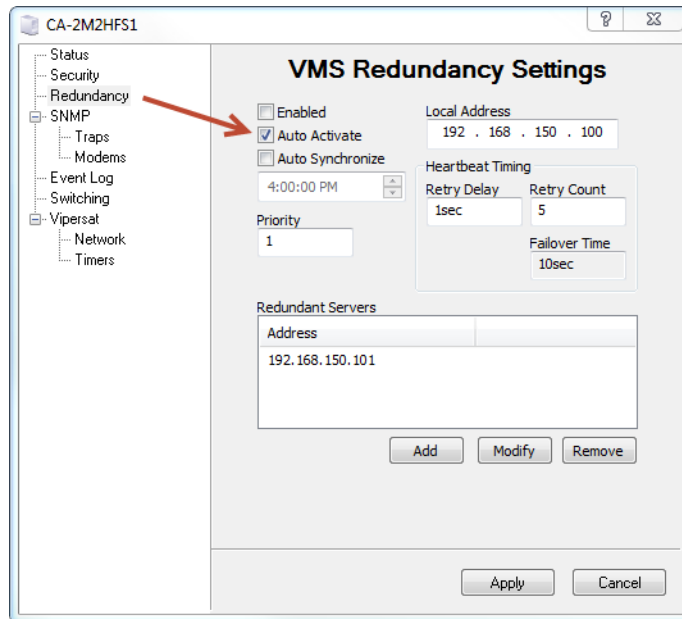 CA-2M2HFS1
Status
Security
Redundancy
SNMP
Traps
Modems
Event Log
Switching
Vipersat
Network
Timers
VMS Redundancy Settings
Enabled
Auto Activate
Auto Synchronize
4:00:00 PM
Priority
1
Local Address
192 . 168 . 150 . 100
Heartbeat Timing
Retry Delay Retry Count
1sec 5
Failover Time
10sec
Redundant Servers
Address
192.168.150.101
Add Modify Remove
Apply Cancel